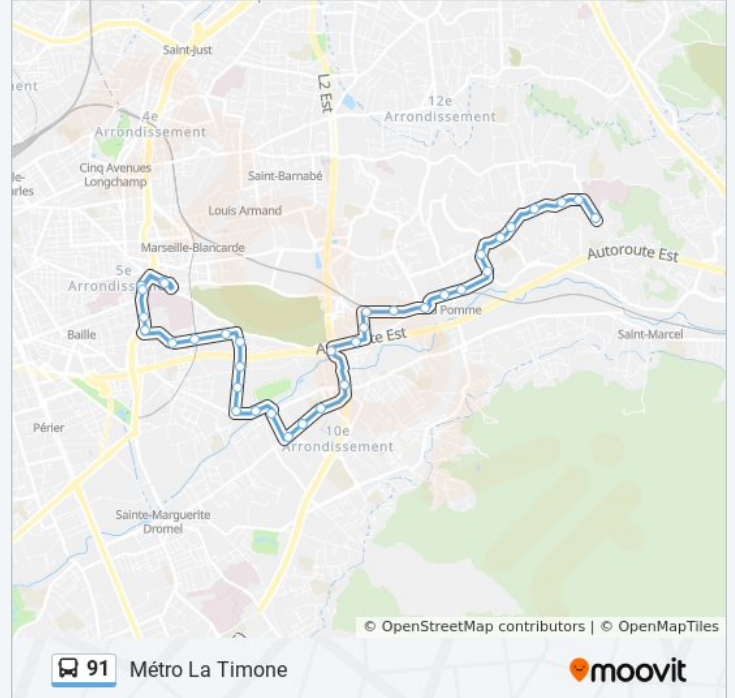 Saint-Just
L2 Est
12e
Arrondissement
4e
Arrondissement
Cinq Avenues
Longchamp
Saint-Barnabé
Louis Armand
Marseille-Blancarde
Autoroute Est
5e
Arrondiss
Pomme
Baille
te Est
Saint-Marcel
Périer
10e
Arrondissement
Sainte-Marguerite
Dromel
© OpenStreetMap contributors | © OpenMapTiles
91 Métro La Timone
moovit